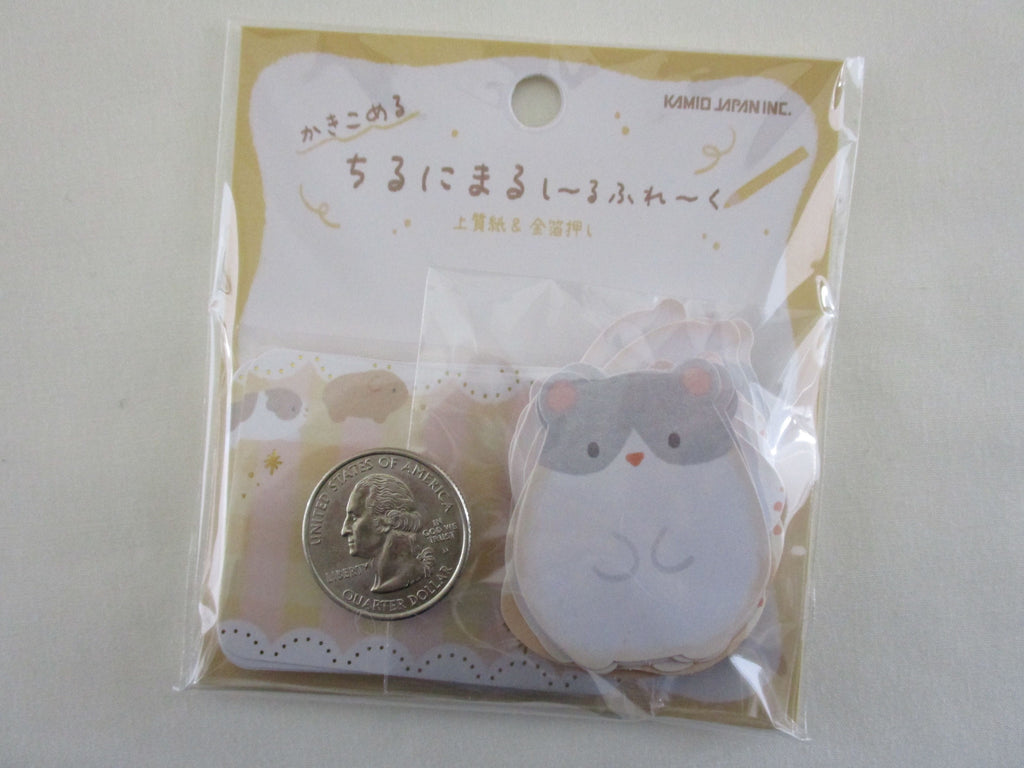 KAMIO JAPAN INC.
かきこめる
ちるにまるし〜るふれ〜く
上質紙&金箔押し
UNITED STATES OF AMERICA
IN
GOD WE
TRUST
LIBERTY
QUARTER DOLLAR